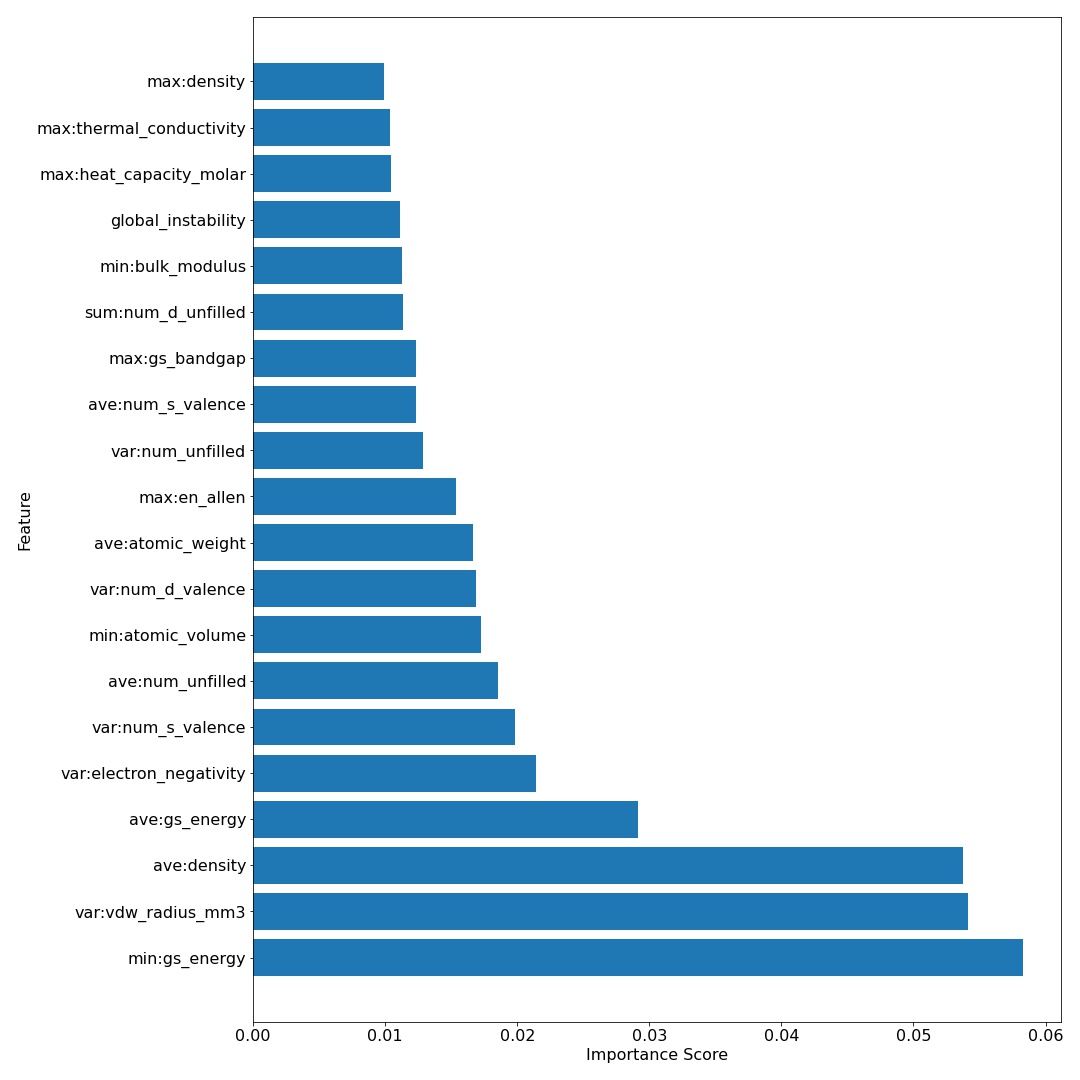 max:density
max:thermal_conductivity
max:heat_capacity_molar
global_instability
min:bulk_modulus
sum:num_d_unfilled
max:gs_bandgap
ave:num_s_valence
var:num_unfilled
max:en_allen
ave:atomic_weight
var:num_d_valence
min:atomic_volume
ave:num_unfilled
var:num_s_valence
var:electron_negativity
ave:gs_energy
ave:density
var:vdw_radius_mm3
min:gs_energy
Feature
0.00 0.01 0.02 0.03 0.04 0.05 0.06
Importance Score